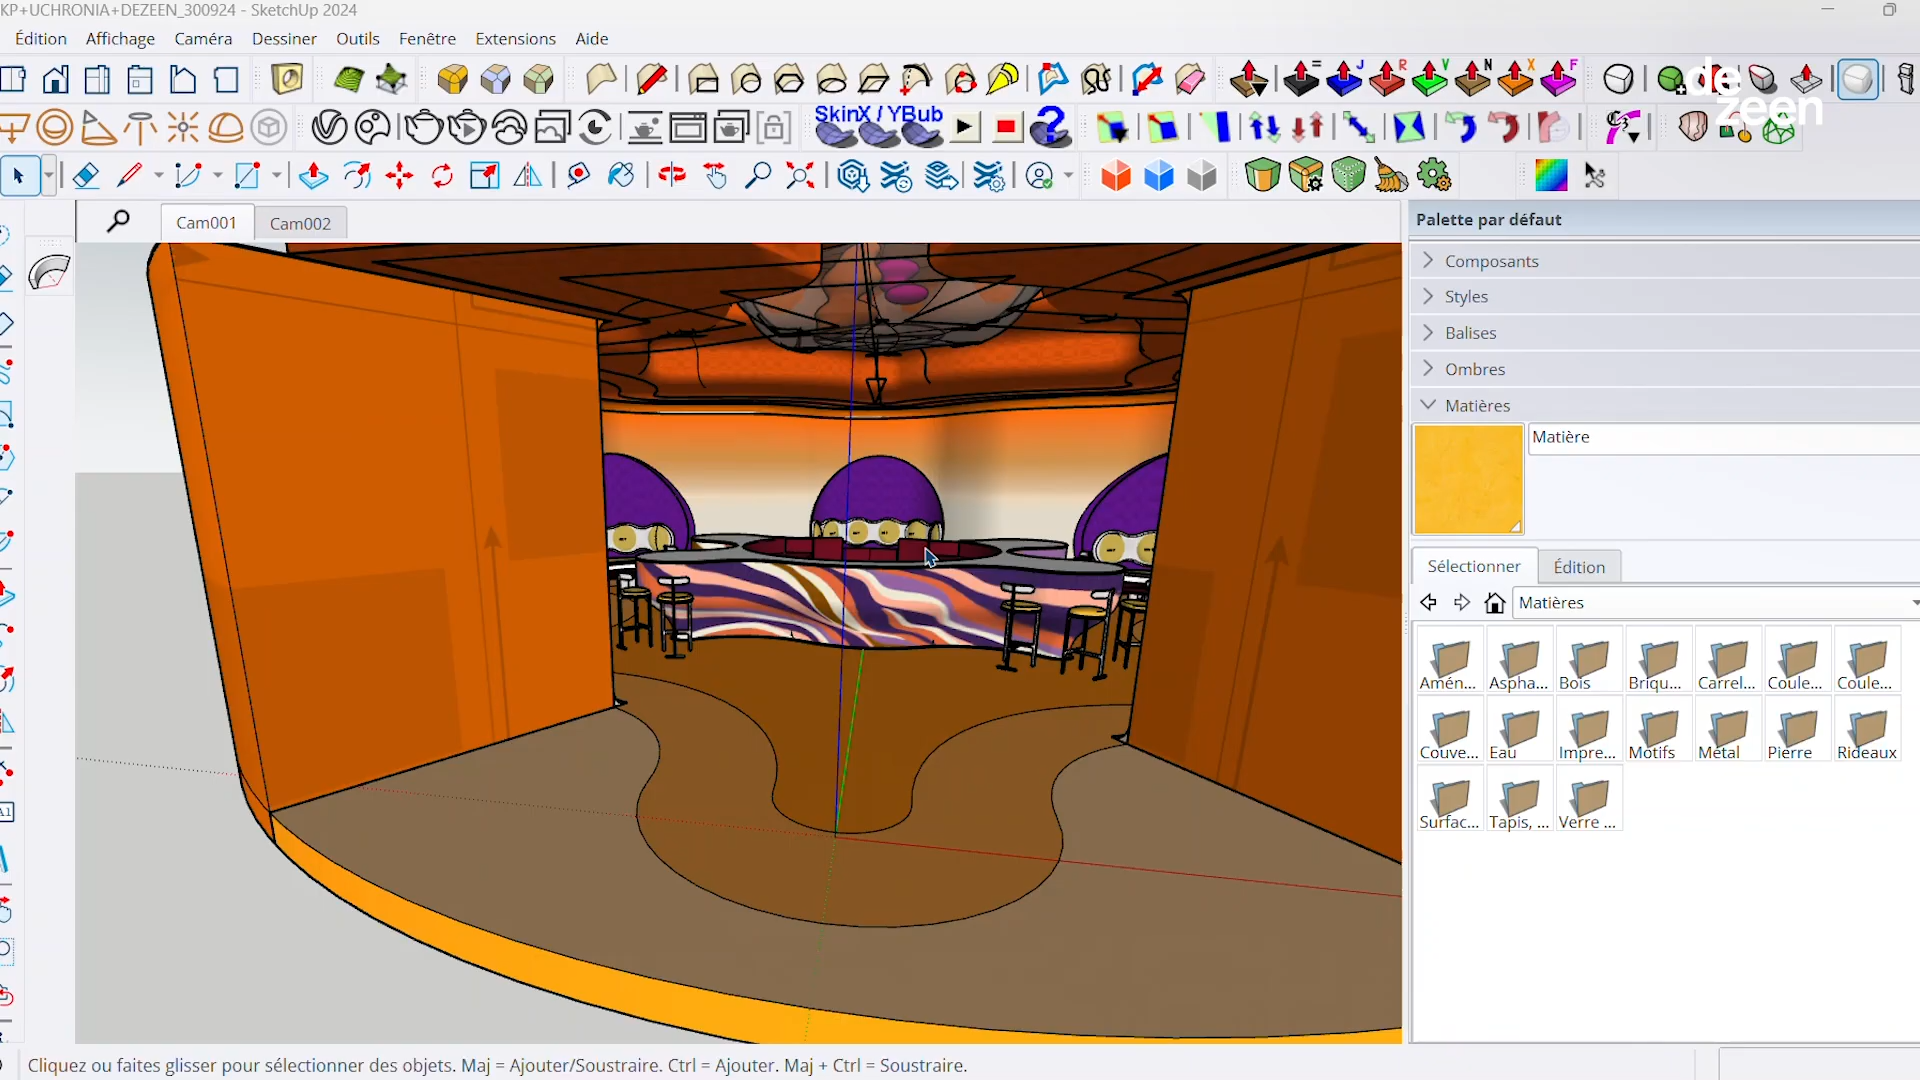 KP+UCHRONIA+DEZEEN_300924 - SketchUp 2024
Édition Affichage Caméra Dessiner Outils Fenêtre Extensions Aide
= J R V N X F
de
zeen
SkinX / YBub
Cam001 Cam002
Palette par défaut
Composants
Styles
Balises
Ombres
Matières
Matière
Sélectionner Édition
Matières
Amén... Aspha... Bois Briqu... Carrel... Coule... Coule...
Couve... Eau Impre... Motifs Métal Pierre Rideaux
Surfac... Tapis, ... Verre ...
A1
Cliquez ou faites glisser pour sélectionner des objets. Maj = Ajouter/Soustraire. Ctrl = Ajouter. Maj + Ctrl = Soustraire.